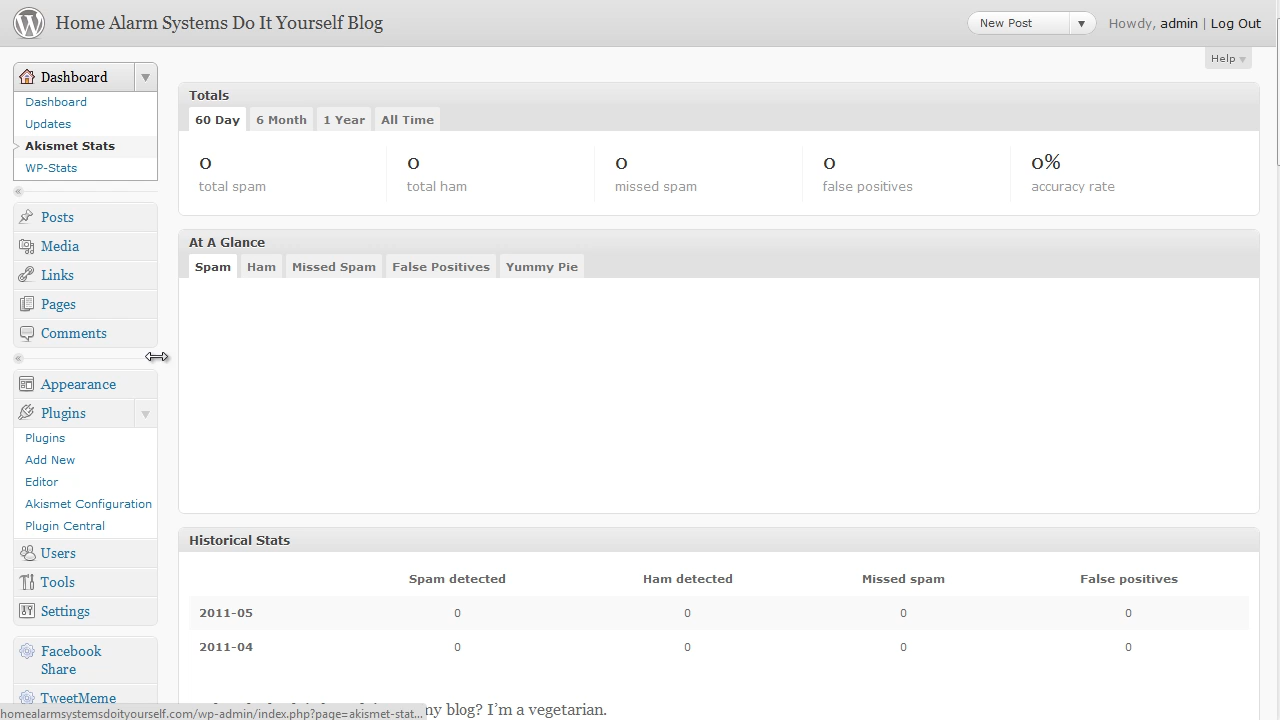 Home Alarm Systems Do It Yourself Blog
New Post
Howdy, admin | Log Out
Help
Dashboard
Dashboard
Updates
Akismet Stats
WP-Stats
Posts
Media
Links
Pages
Comments
Appearance
Plugins
Plugins
Add New
Editor
Akismet Configuration
Plugin Central
Users
Tools
Settings
Facebook
Share
TweetMeme
Totals
60 Day 6 Month 1 Year All Time
0 0 0 0 0%
total spam total ham missed spam false positives accuracy rate
At A Glance
Spam Ham Missed Spam False Positives Yummy Pie
Historical Stats
Spam detected Ham detected Missed spam False positives
2011-05 0 0 0 0
2011-04 0 0 0 0
my blog? I'm a vegetarian.
homealarmsystemsdoityourself.com/wp-admin/index.php?page=akismet-stat...